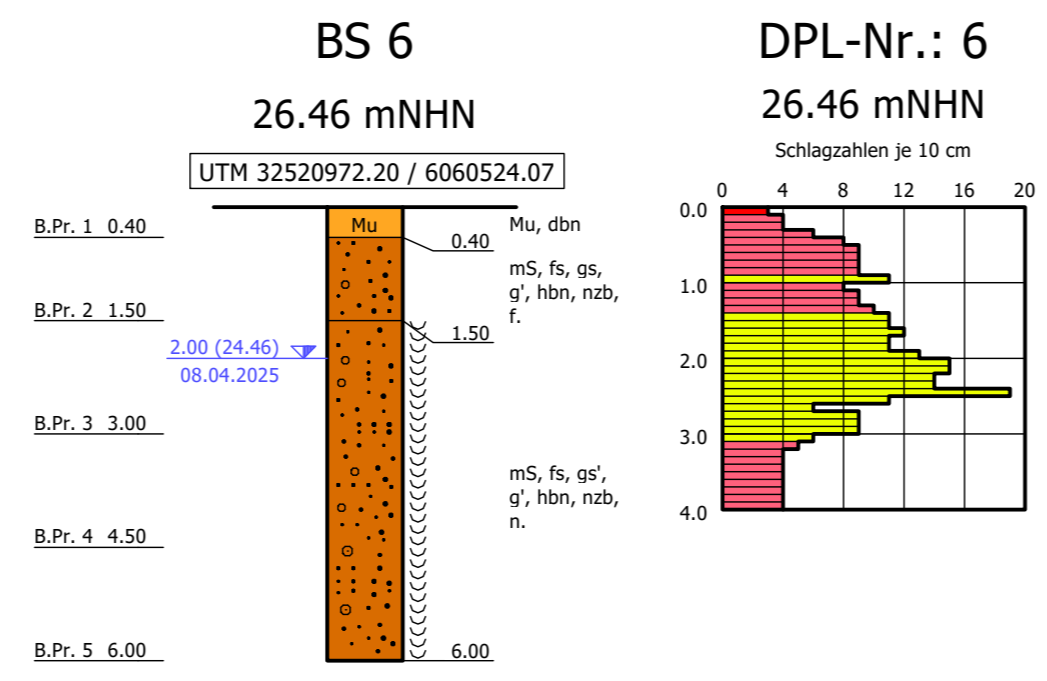 BS 6
26.46 mNHN
UTM 32520972.20 / 6060524.07
B.Pr. 1 0.40
B.Pr. 2 1.50
2.00 (24.46)
08.04.2025
B.Pr. 3 3.00
B.Pr. 4 4.50
B.Pr. 5 6.00
Mu
0.40
1.50
6.00
Mu, dbn
mS, fs, gs,
g', hbn, nzb,
f.
mS, fs, gs',
g', hbn, nzb,
n.
DPL-Nr.: 6
26.46 mNHN
Schlagzahlen je 10 cm
0 4 8 12 16 20
0.0
1.0
2.0
3.0
4.0